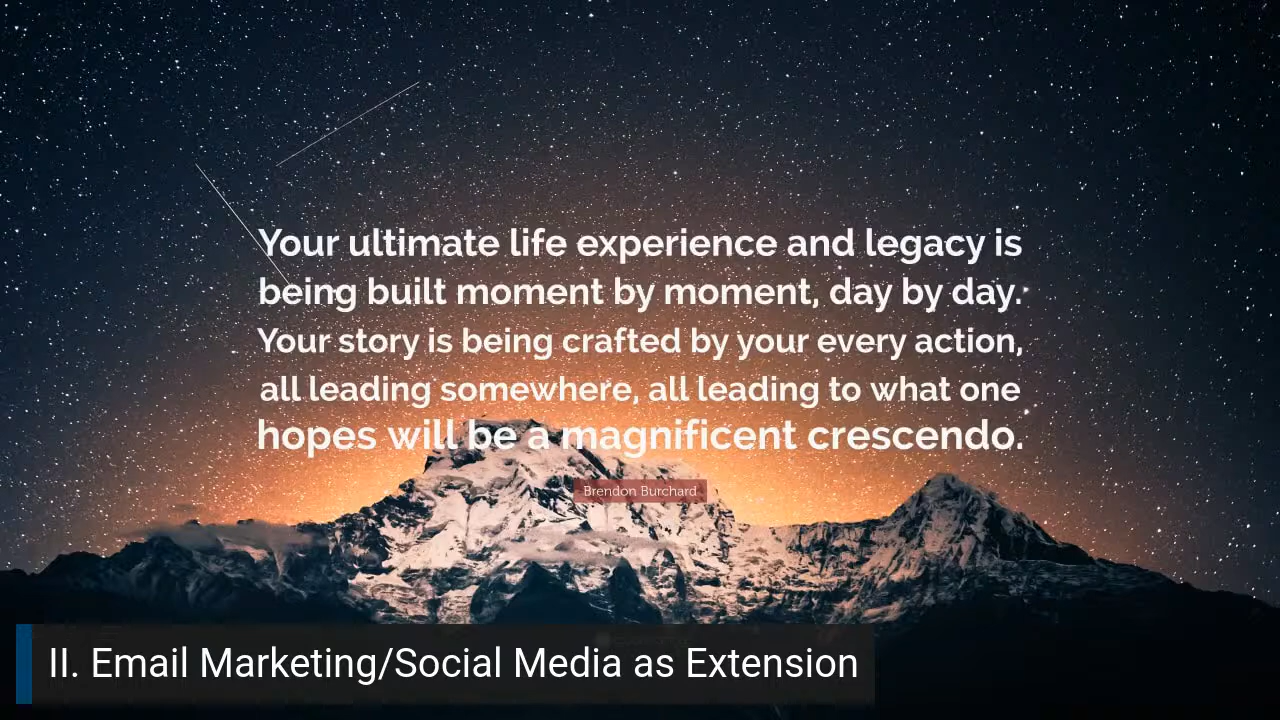 Your ultimate life experience and legacy is
being built moment by moment, day by day.
Your story is being crafted by your every action,
all leading somewhere, all leading to what one
hopes will be a magnificent crescendo.
Brendon Burchard
II. Email Marketing/Social Media as Extension